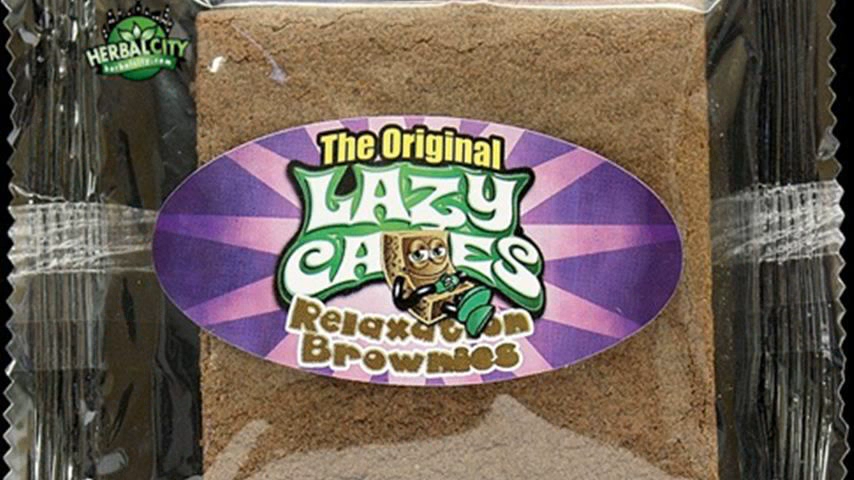 HERBALCITY
herbalcity.com
The Original
LAZY
CAKES
Relaxation
Brownies